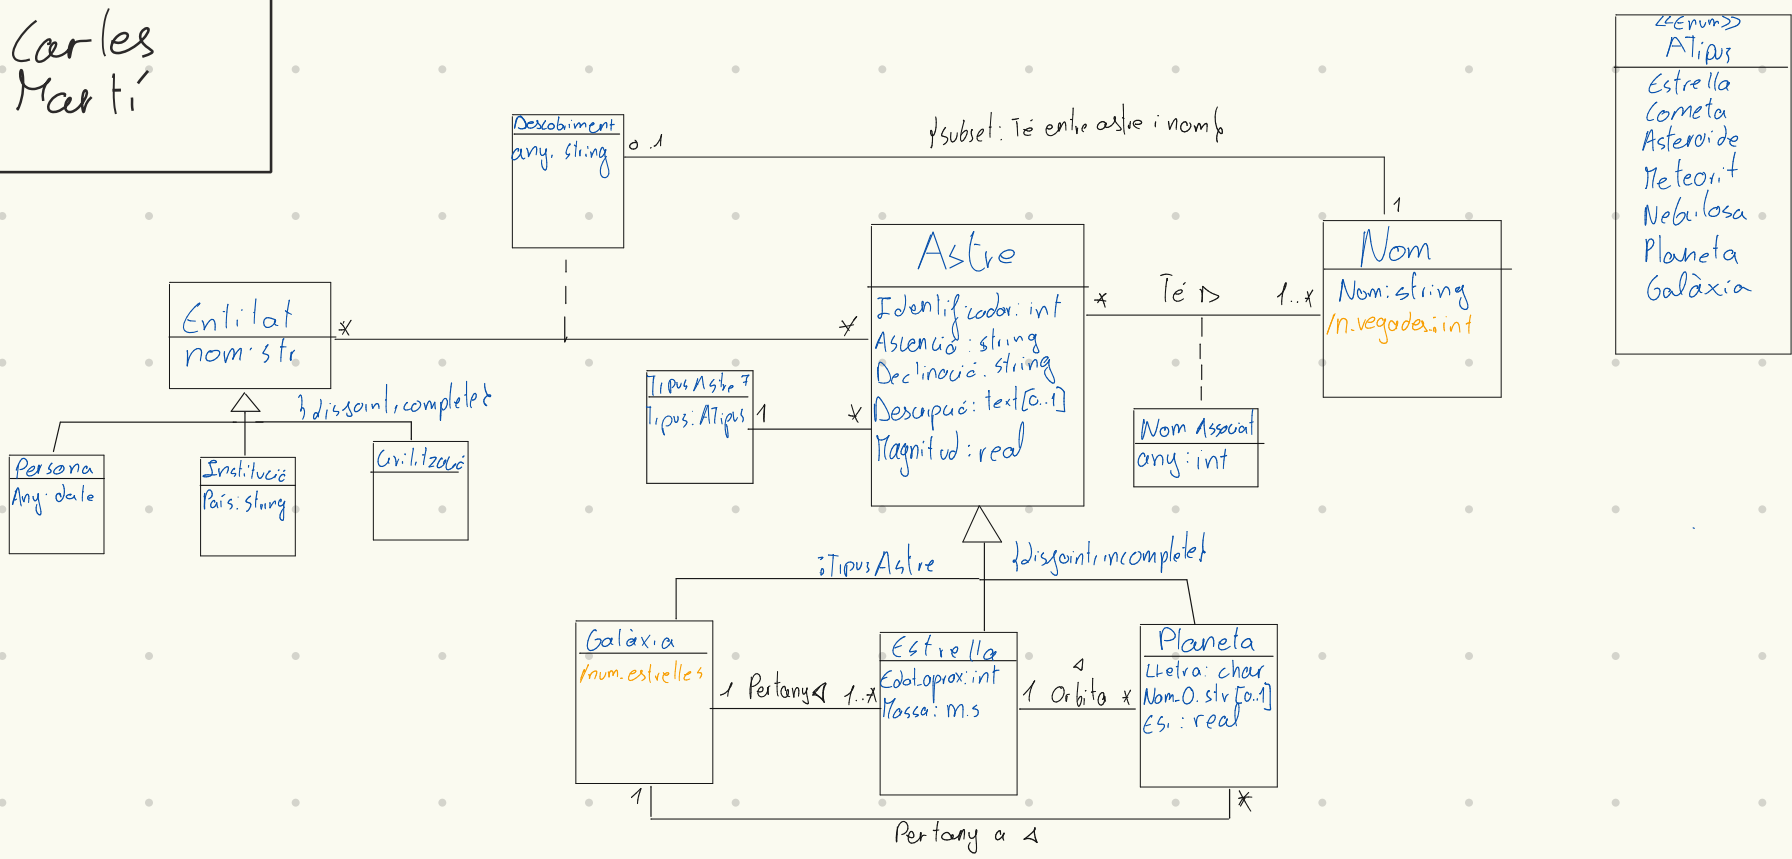 Carles
Martí
<<Enum>>
ATipus
Estrella
Cometa
Asteroide
Meteorit
Nebulosa
Planeta
Galàxia
Descobriment
any: string
0..1
{subset: Té entre astre i nom}
1
Entitat
nom: str
*
*
{disjoint, complete}
Persona
Any: date
Institució
País: string
Civilització
TipusAstre
Tipus: ATipus
1
*
Astre
Identificador: int
Ascenció: string
Declinació: string
Descripció: text[0..1]
Magnitud: real
*
Té ▷
1..*
Nom
Nom: string
/n.vegades: int
Nom Associat
any: int
:TipusAstre
{disjoint, incomplete}
Galàxia
/num.estrelles
1
Pertany ◁
1..*
Estrella
Edat_aprox: int
Massa: m.s
1
◁
Orbita
*
Planeta
Lletra: char
Nom_O: str[0..1]
Esi: real
1
*
Pertany a ◁